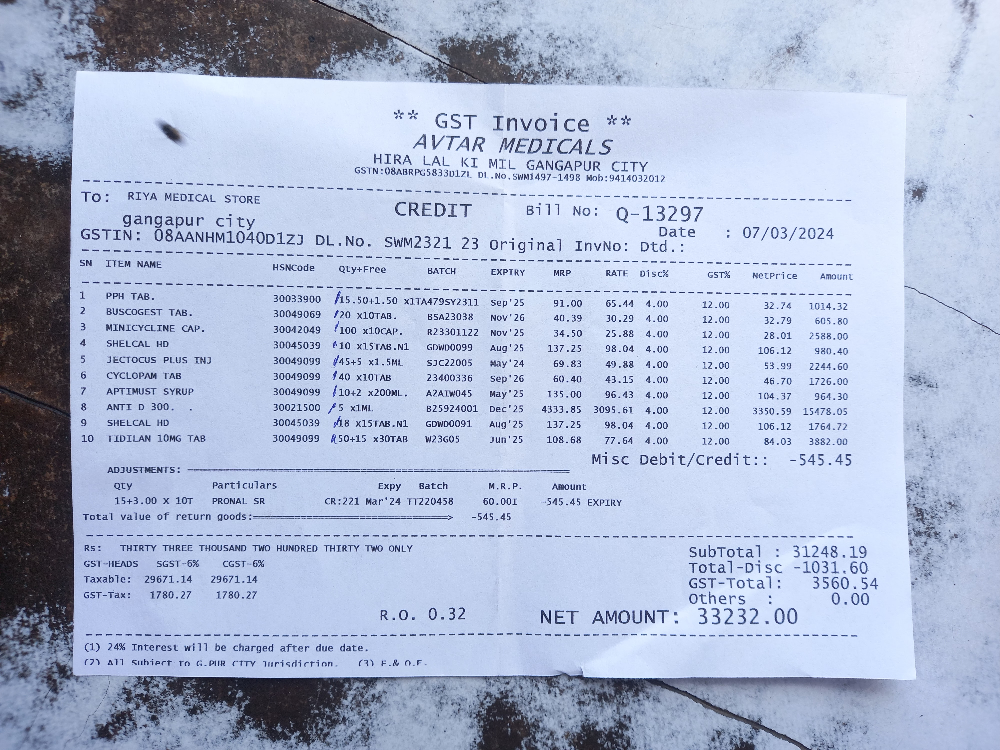 ** GST Invoice **
AVTAR MEDICALS
HIRA LAL KI MIL GANGAPUR CITY
GSTN:08ABRPG5833D1ZL DL.No.SWM1497-1498 Mob:9414032012
To: RIYA MEDICAL STORE CREDIT Bill No: Q-13297
gangapur city Date : 07/03/2024
GSTIN: 08AANHM1040D1ZJ DL.No. SWM2321 23 Original InvNo: Dtd.:
SN ITEM NAME HSNCode Qty+Free BATCH EXPIRY MRP RATE Disc% GST% NetPrice Amount
1 PPH TAB. 30033900 15.50+1.50 x1TA479SY2311 Sep'25 91.00 65.44 4.00 12.00 32.74 1014.32
2 BUSCOGEST TAB. 30049069 20 x10TAB. BSA23038 Nov'26 40.39 30.29 4.00 12.00 32.79 605.80
3 MINICYCLINE CAP. 30042049 100 x10CAP. R23301122 Nov'25 34.50 25.88 4.00 12.00 28.01 2588.00
4 SHELCAL HD 30045039 10 x15TAB.N1 GDWD0099 Aug'25 137.25 98.04 4.00 12.00 106.12 980.40
5 JECTOCUS PLUS INJ 30049099 45+5 x1.5ML SJC22005 May'24 69.83 49.88 4.00 12.00 53.99 2244.60
6 CYCLOPAM TAB 30049099 40 x10TAB 23400336 Sep'26 60.40 43.15 4.00 12.00 46.70 1726.00
7 APTIMUST SYRUP 30049099 10+2 x200ML. A2AIW045 May'25 135.00 96.43 4.00 12.00 104.37 964.30
8 ANTI D 300. . 30021500 5 x1ML B25924001 Dec'25 4333.85 3095.61 4.00 12.00 3350.59 15478.05
9 SHELCAL HD 30045039 18 x15TAB.N1 GDWD0091 Aug'25 137.25 98.04 4.00 12.00 106.12 1764.72
10 TIDILAN 10MG TAB 30049099 50+15 x30TAB W23G05 Jun'25 108.68 77.64 4.00 12.00 84.03 3882.00
Misc Debit/Credit:: -545.45
ADJUSTMENTS:
Qty Particulars Expy Batch M.R.P. Amount
15+3.00 X 10T PRONAL SR CR:221 Mar'24 TT220458 60.00I -545.45 EXPIRY
Total value of return goods: -545.45
Rs: THIRTY THREE THOUSAND TWO HUNDRED THIRTY TWO ONLY SubTotal : 31248.19
GST-HEADS SGST-6% CGST-6% Total-Disc -1031.60
Taxable: 29671.14 29671.14 GST-Total: 3560.54
GST-Tax: 1780.27 1780.27 Others : 0.00
R.O. 0.32 NET AMOUNT: 33232.00
(1) 24% Interest will be charged after due date.
(2) All Subject to G.PUR CITY Jurisdiction. (3) E.& O.E.